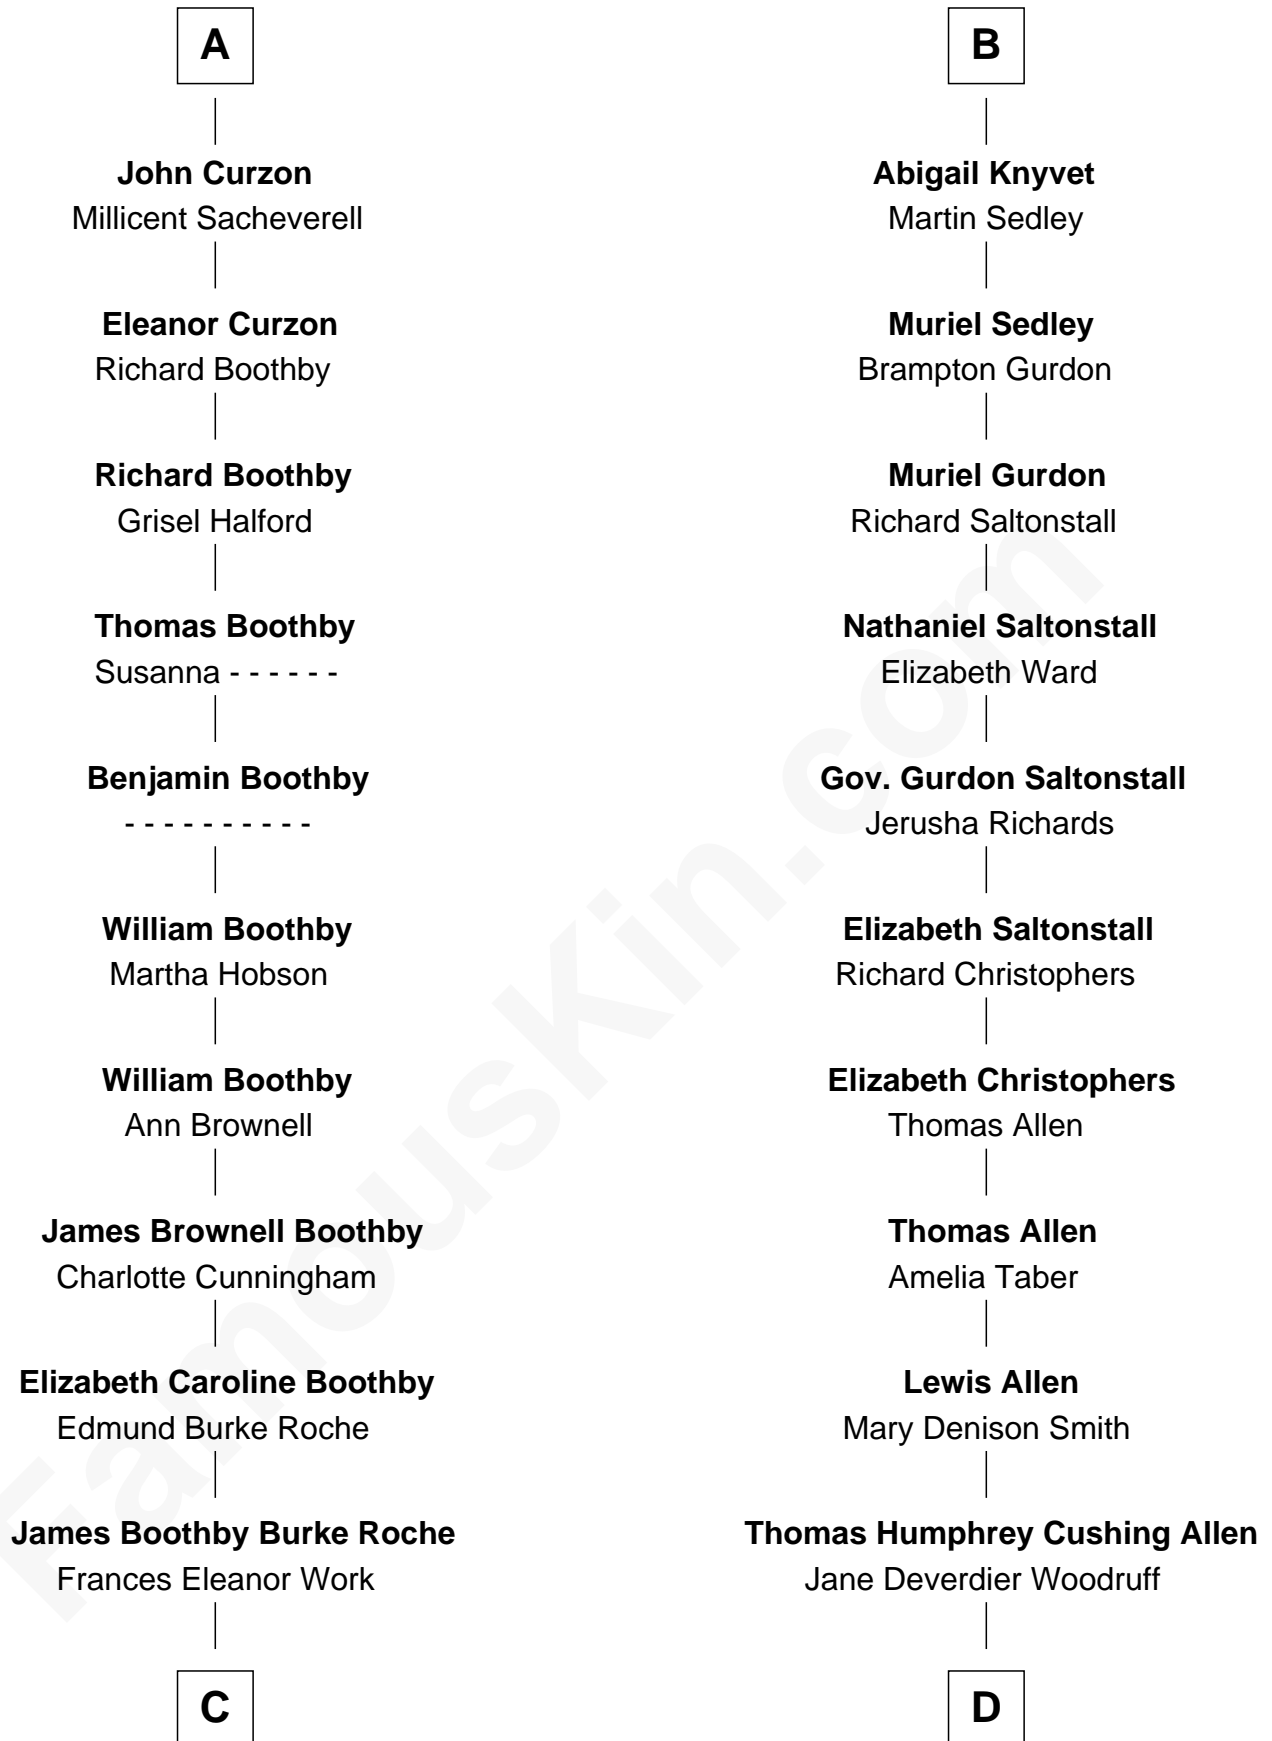 A
John Curzon
Millicent Sacheverell
Eleanor Curzon
Richard Boothby
Richard Boothby
Grisel Halford
Thomas Boothby
Susanna - - - - - -
Benjamin Boothby
- - - - - - - - - -
William Boothby
Martha Hobson
William Boothby
Ann Brownell
James Brownell Boothby
Charlotte Cunningham
Elizabeth Caroline Boothby
Edmund Burke Roche
James Boothby Burke Roche
Frances Eleanor Work
C
B
Abigail Knyvet
Martin Sedley
Muriel Sedley
Brampton Gurdon
Muriel Gurdon
Richard Saltonstall
Nathaniel Saltonstall
Elizabeth Ward
Gov. Gurdon Saltonstall
Jerusha Richards
Elizabeth Saltonstall
Richard Christophers
Elizabeth Christophers
Thomas Allen
Thomas Allen
Amelia Taber
Lewis Allen
Mary Denison Smith
Thomas Humphrey Cushing Allen
Jane Deverdier Woodruff
D
FamousKin.com